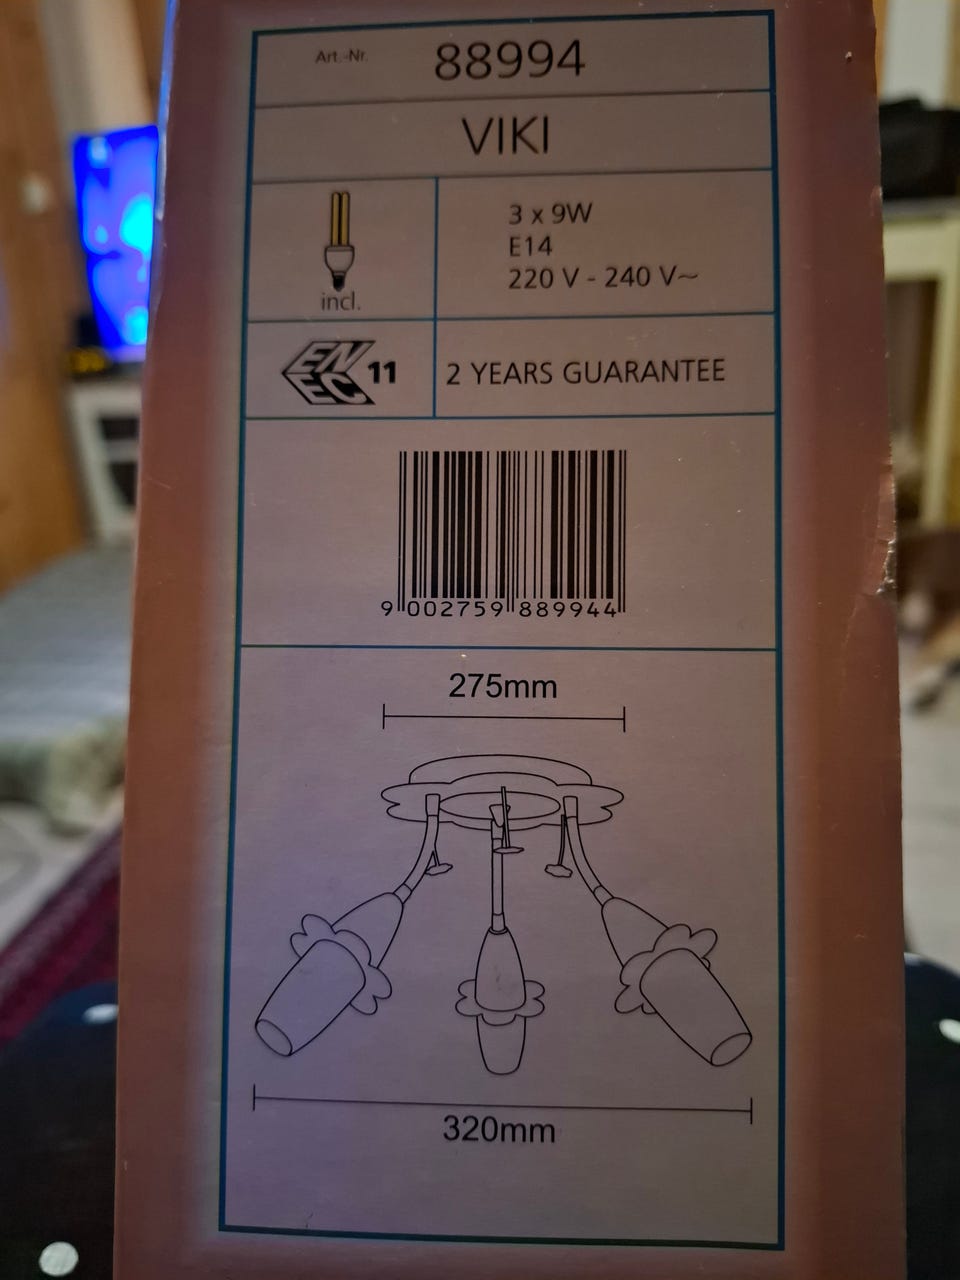 Art.-Nr. 88994
VIKI
3 x 9W
E14
220 V - 240 V~
incl.
ENEC 11
2 YEARS GUARANTEE
9 002759 889944
275mm
320mm